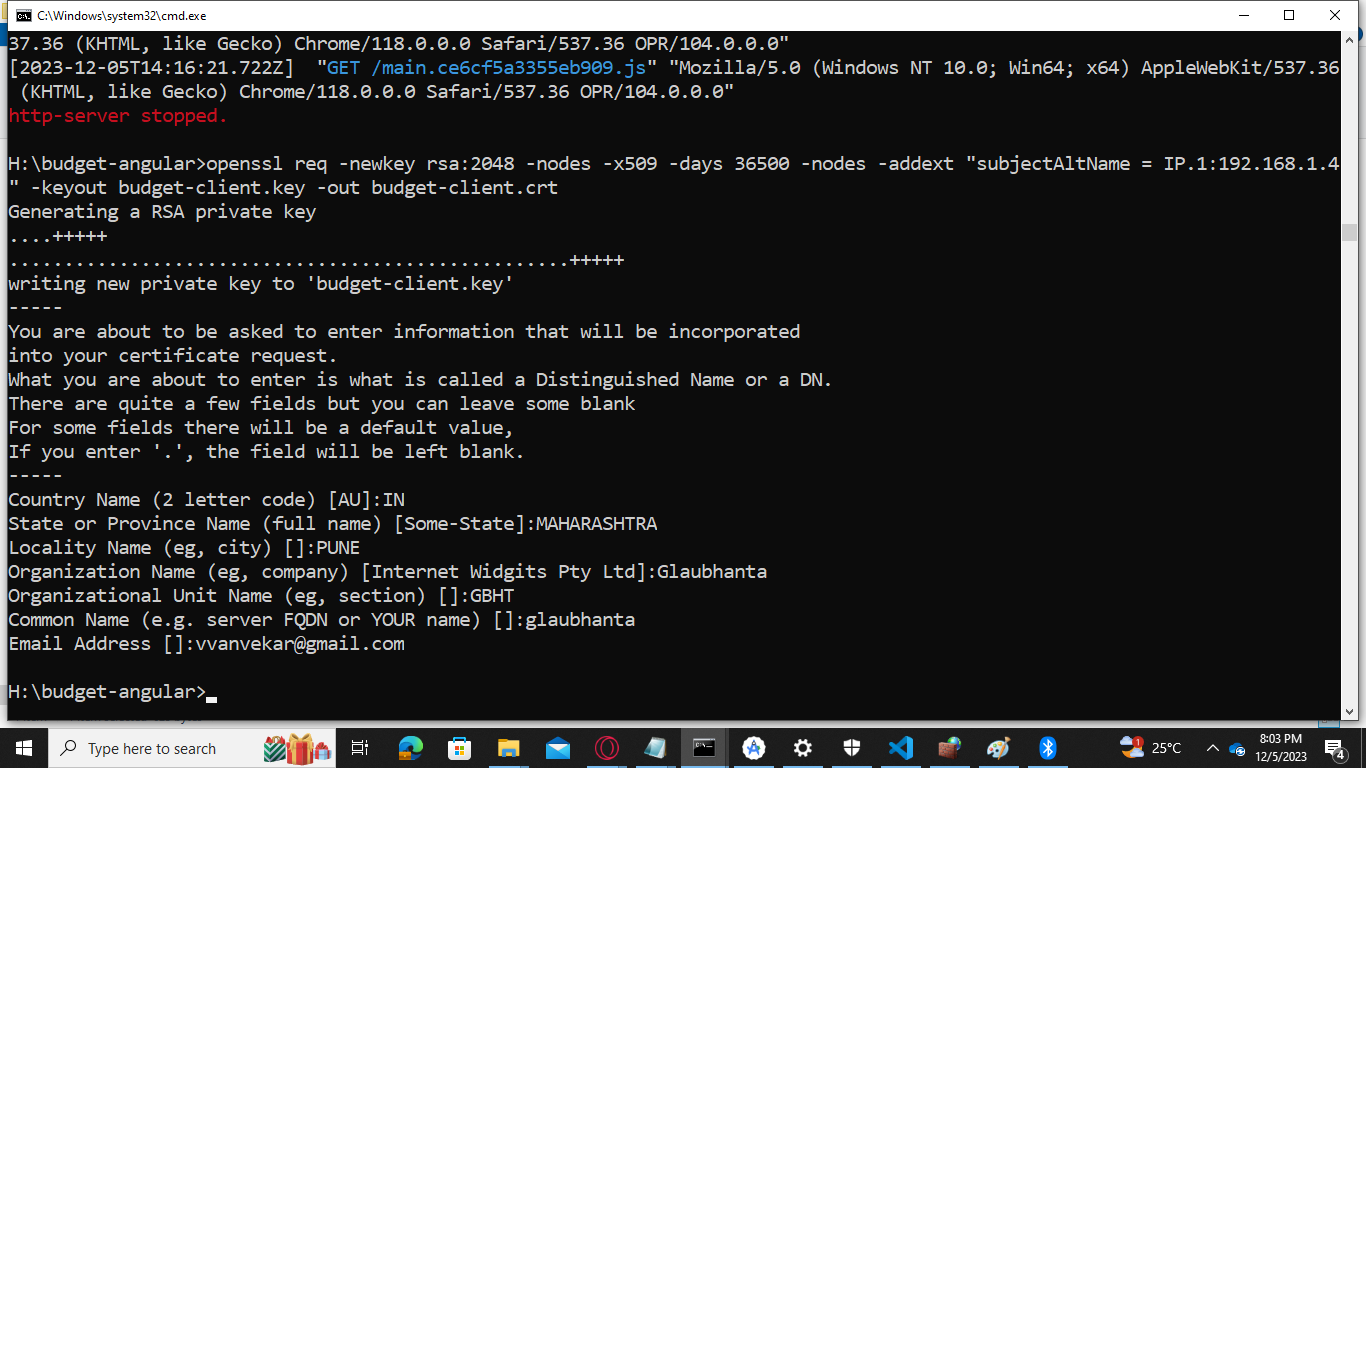 C:\Windows\system32\cmd.exe
37.36 (KHTML, like Gecko) Chrome/118.0.0.0 Safari/537.36 OPR/104.0.0.0"
[2023-12-05T14:16:21.722Z]  "GET /main.ce6cf5a3355eb909.js" "Mozilla/5.0 (Windows NT 10.0; Win64; x64) AppleWebKit/537.36
 (KHTML, like Gecko) Chrome/118.0.0.0 Safari/537.36 OPR/104.0.0.0"
http-server stopped.
H:\budget-angular>openssl req -newkey rsa:2048 -nodes -x509 -days 36500 -nodes -addext "subjectAltName = IP.1:192.168.1.4
" -keyout budget-client.key -out budget-client.crt
Generating a RSA private key
....+++++
...................................................+++++
writing new private key to 'budget-client.key'
-----
You are about to be asked to enter information that will be incorporated
into your certificate request.
What you are about to enter is what is called a Distinguished Name or a DN.
There are quite a few fields but you can leave some blank
For some fields there will be a default value,
If you enter '.', the field will be left blank.
-----
Country Name (2 letter code) [AU]:IN
State or Province Name (full name) [Some-State]:MAHARASHTRA
Locality Name (eg, city) []:PUNE
Organization Name (eg, company) [Internet Widgits Pty Ltd]:Glaubhanta
Organizational Unit Name (eg, section) []:GBHT
Common Name (e.g. server FQDN or YOUR name) []:glaubhanta
Email Address []:vvanvekar@gmail.com
H:\budget-angular>
Type here to search
1
25°C
8:03 PM
12/5/2023
4